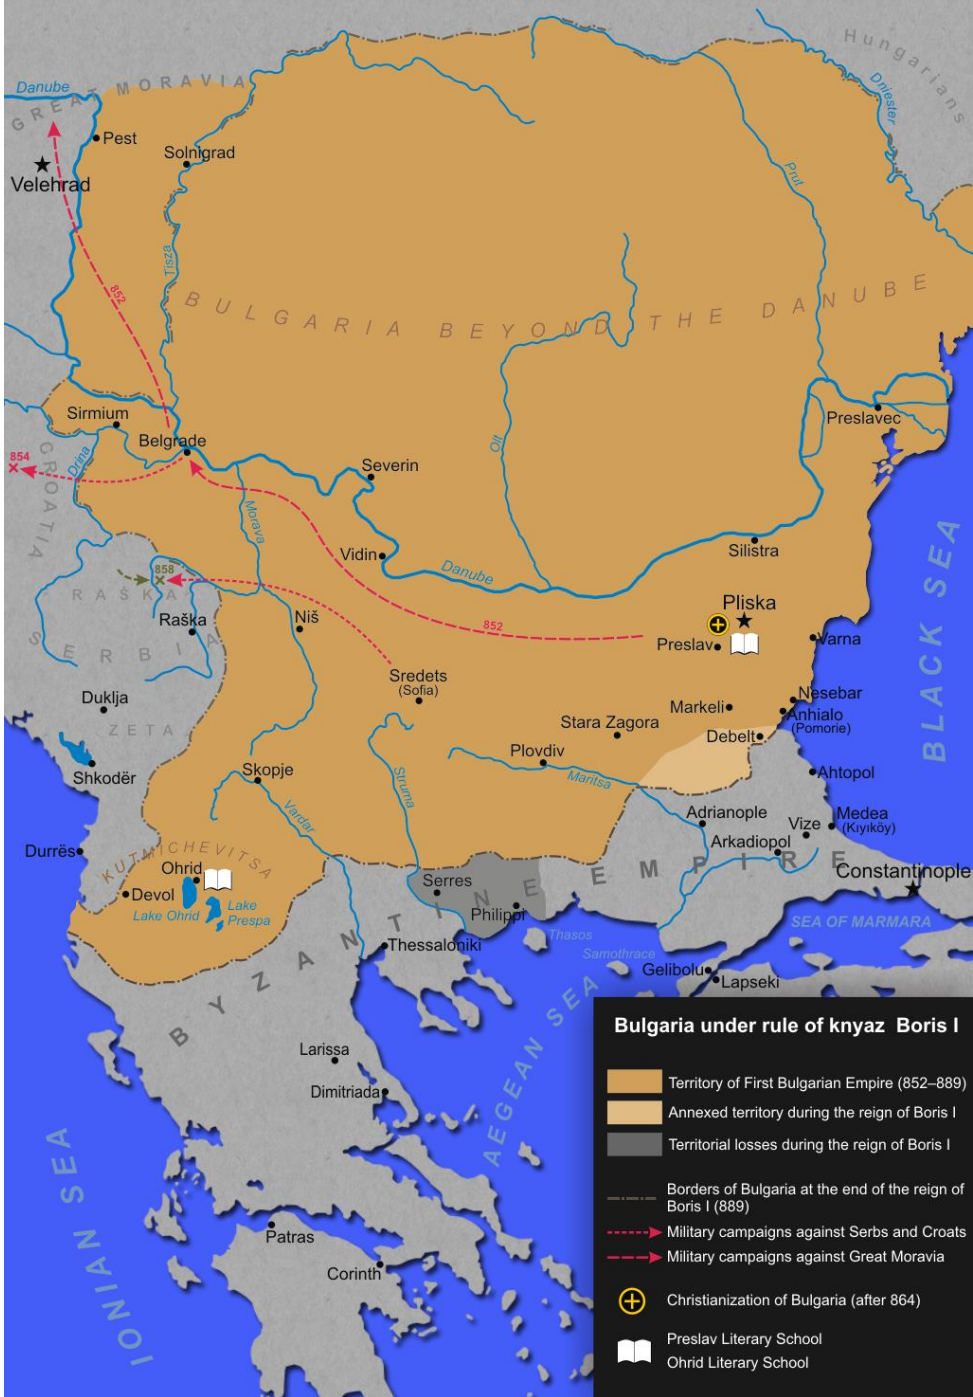 Danube
GREAT MORAVIA
Hungarians
Dniester
Pest
Solnigrad
Velehrad
Prut
Tisza
852
BULGARIA BEYOND THE DANUBE
Sirmium
Belgrade
Preslavec
854
Drina
CROATIA
Olt
Severin
Morava
Vidin
Danube
Silistra
858
RAŠKA
Raška
Niš
852
Pliska
Preslav
Varna
SERBIA
Sredets
(Sofia)
Duklja
Markeli
Nesebar
Anhialo
(Pomorie)
Stara Zagora
Debelt
ZETA
Plovdiv
BLACK SEA
Shkodër
Skopje
Struma
Maritsa
Ahtopol
Vardar
Adrianople
Vize
Medea
(Kıyıköy)
Arkadiopol
Durrës
KUTMICHEVITSA
Ohrid
Devol
Lake Ohrid
Lake
Prespa
Serres
Philippi
BYZANTINE EMPIRE
Constantinople
SEA OF MARMARA
Thessaloniki
Thasos
Samothrace
Gelibolu
Lapseki
AEGEAN SEA
Larissa
Dimitriada
IONIAN SEA
Patras
Corinth
Bulgaria under rule of knyaz Boris I
Territory of First Bulgarian Empire (852–889)
Annexed territory during the reign of Boris I
Territorial losses during the reign of Boris I
Borders of Bulgaria at the end of the reign of
Boris I (889)
Military campaigns against Serbs and Croats
Military campaigns against Great Moravia
Christianization of Bulgaria (after 864)
Preslav Literary School
Ohrid Literary School